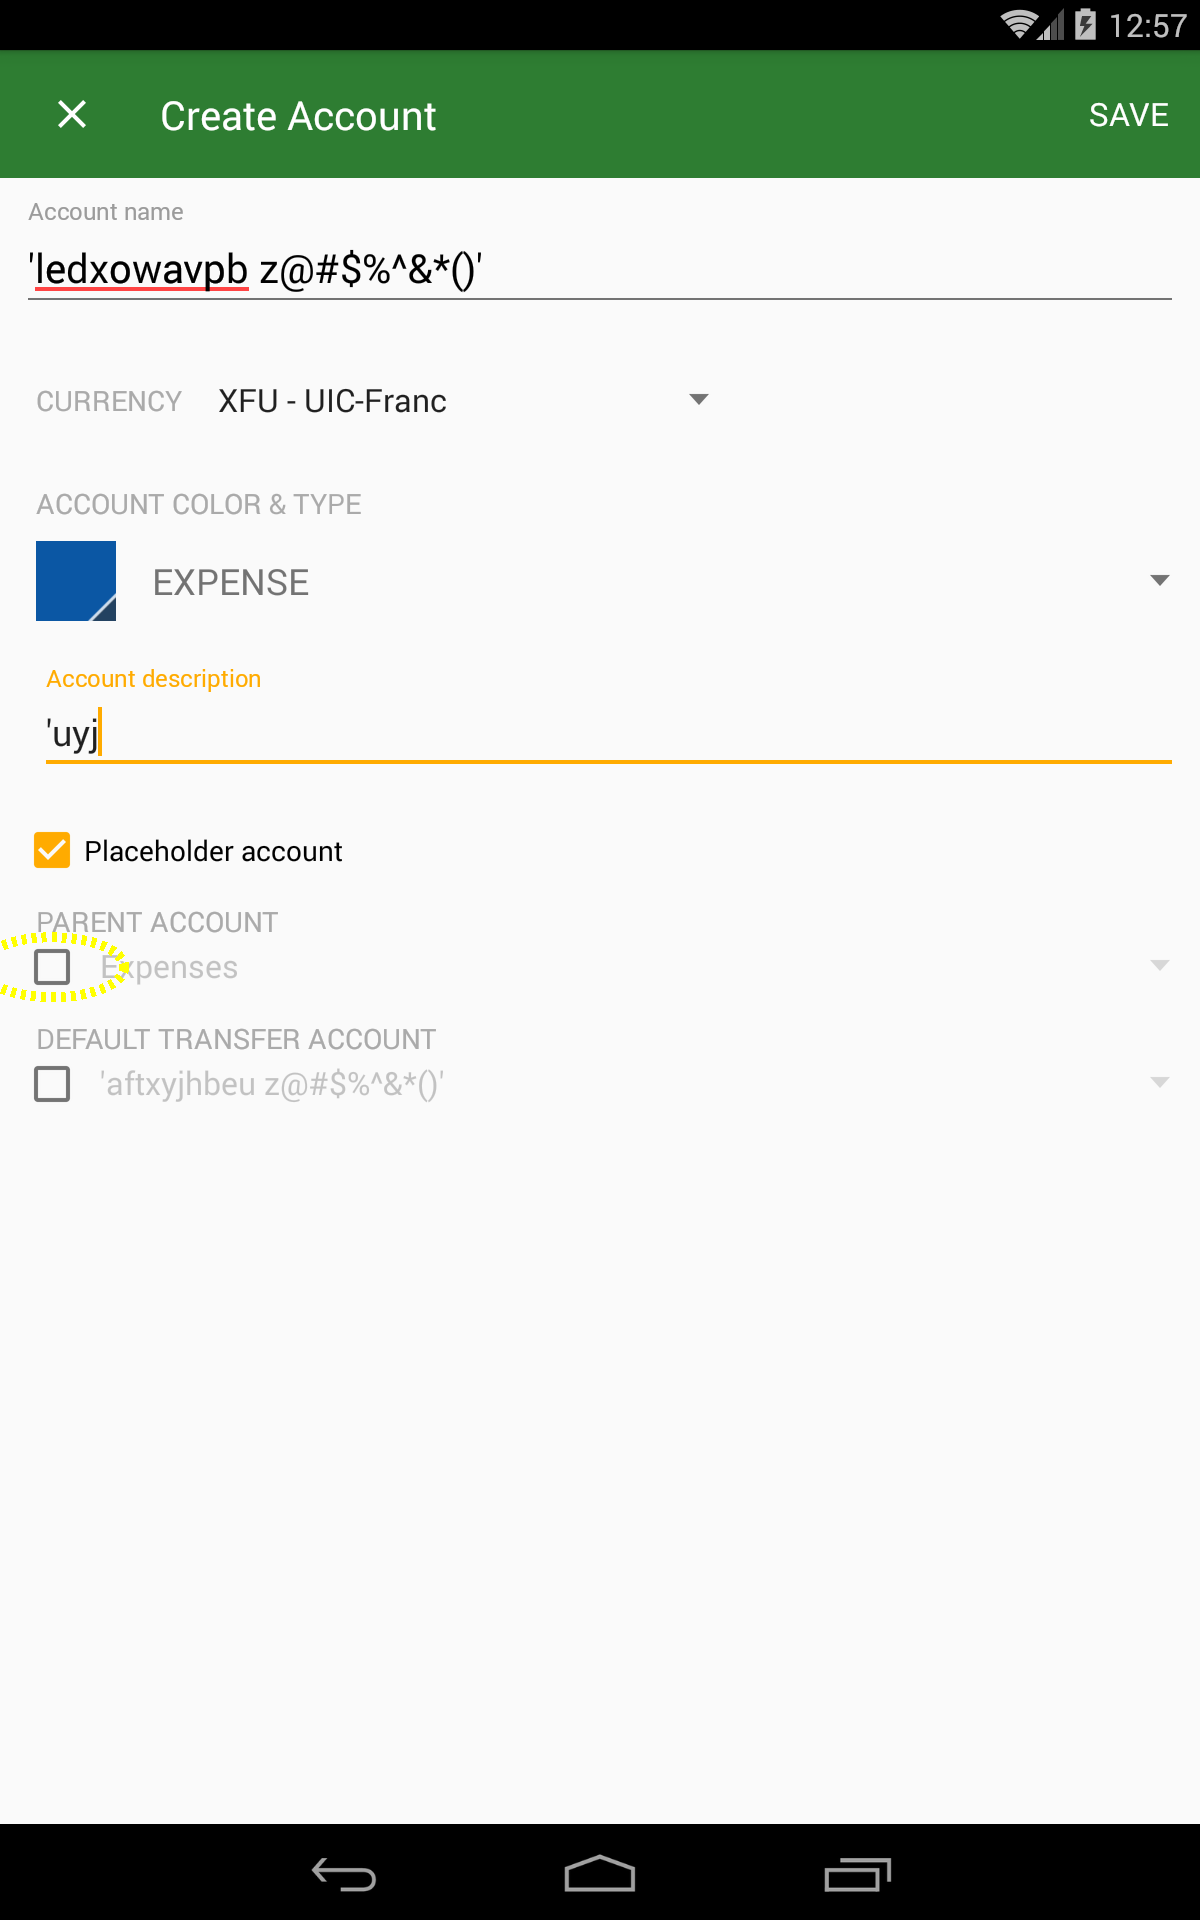 12:57
Create Account
SAVE
Account name
'ledxowavpb z@#$%^&*()'
CURRENCY XFU - UIC-Franc
ACCOUNT COLOR & TYPE
EXPENSE
Account description
'uyj
Placeholder account
PARENT ACCOUNT
Expenses
DEFAULT TRANSFER ACCOUNT
'aftxyjhbeu z@#$%^&*()'